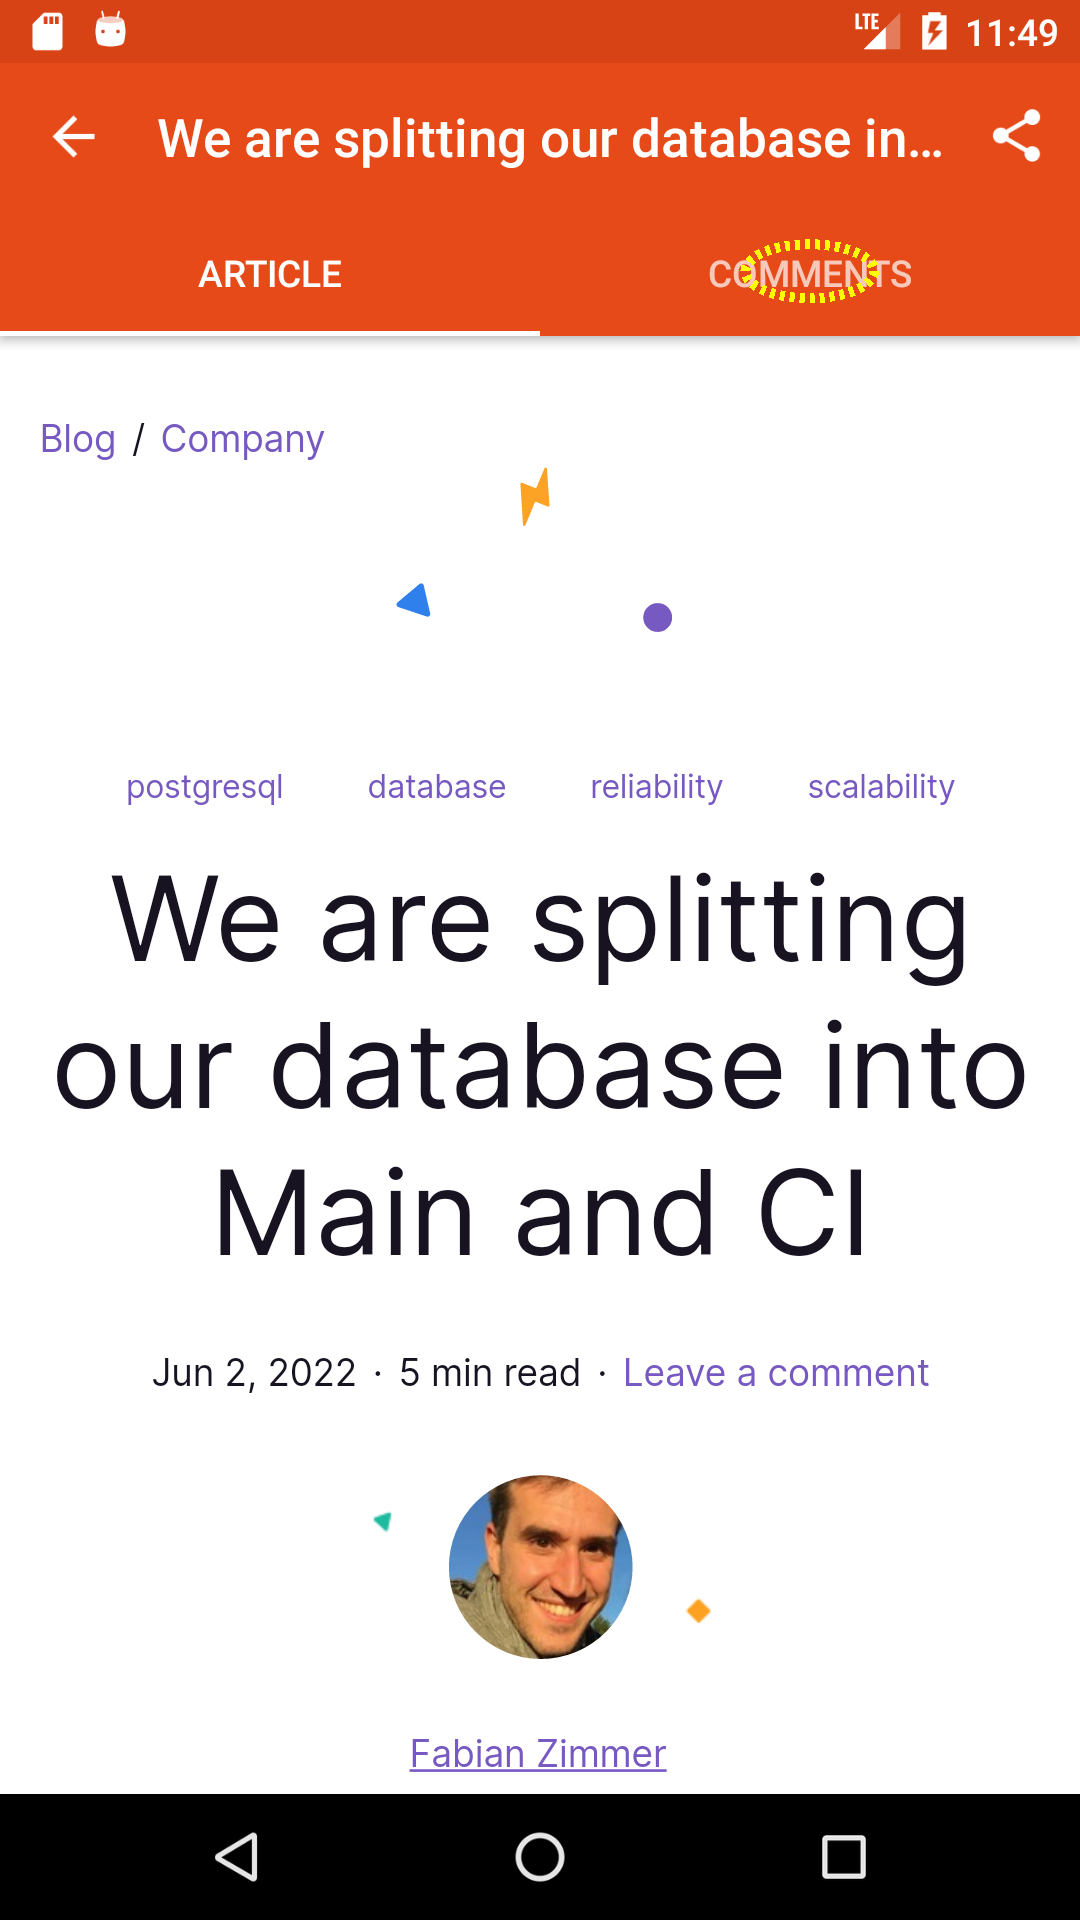 LTE 11:49
We are splitting our database in...
ARTICLE COMMENTS
Blog / Company
postgresql database reliability scalability
We are splitting
our database into
Main and CI
Jun 2, 2022 · 5 min read · Leave a comment
Fabian Zimmer